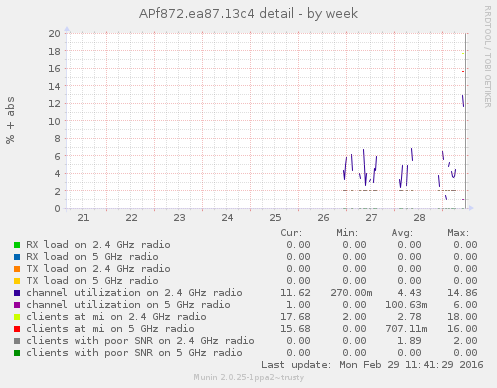 APf872.ea87.13c4 detail - by week
RRDTOOL / TOBI OETIKER
% + abs
20
18
16
14
12
10
8
6
4
2
0
21 22 23 24 25 26 27 28
Cur: Min: Avg: Max:
RX load on 2.4 GHz radio 0.00 0.00 0.00 0.00
RX load on 5 GHz radio 0.00 0.00 0.00 0.00
TX load on 2.4 GHz radio 0.00 0.00 0.00 0.00
TX load on 5 GHz radio 0.00 0.00 0.00 0.00
channel utilization on 2.4 GHz radio 11.62 270.00m 4.43 14.86
channel utilization on 5 GHz radio 1.00 0.00 100.63m 6.00
clients at mi on 2.4 GHz radio 17.68 2.00 2.78 18.00
clients at mi on 5 GHz radio 15.68 0.00 707.11m 16.00
clients with poor SNR on 2.4 GHz radio 0.00 0.00 1.89 2.00
clients with poor SNR on 5 GHz radio 0.00 0.00 0.00 0.00
Last update: Mon Feb 29 11:41:29 2016
Munin 2.0.25-1ppa2~trusty